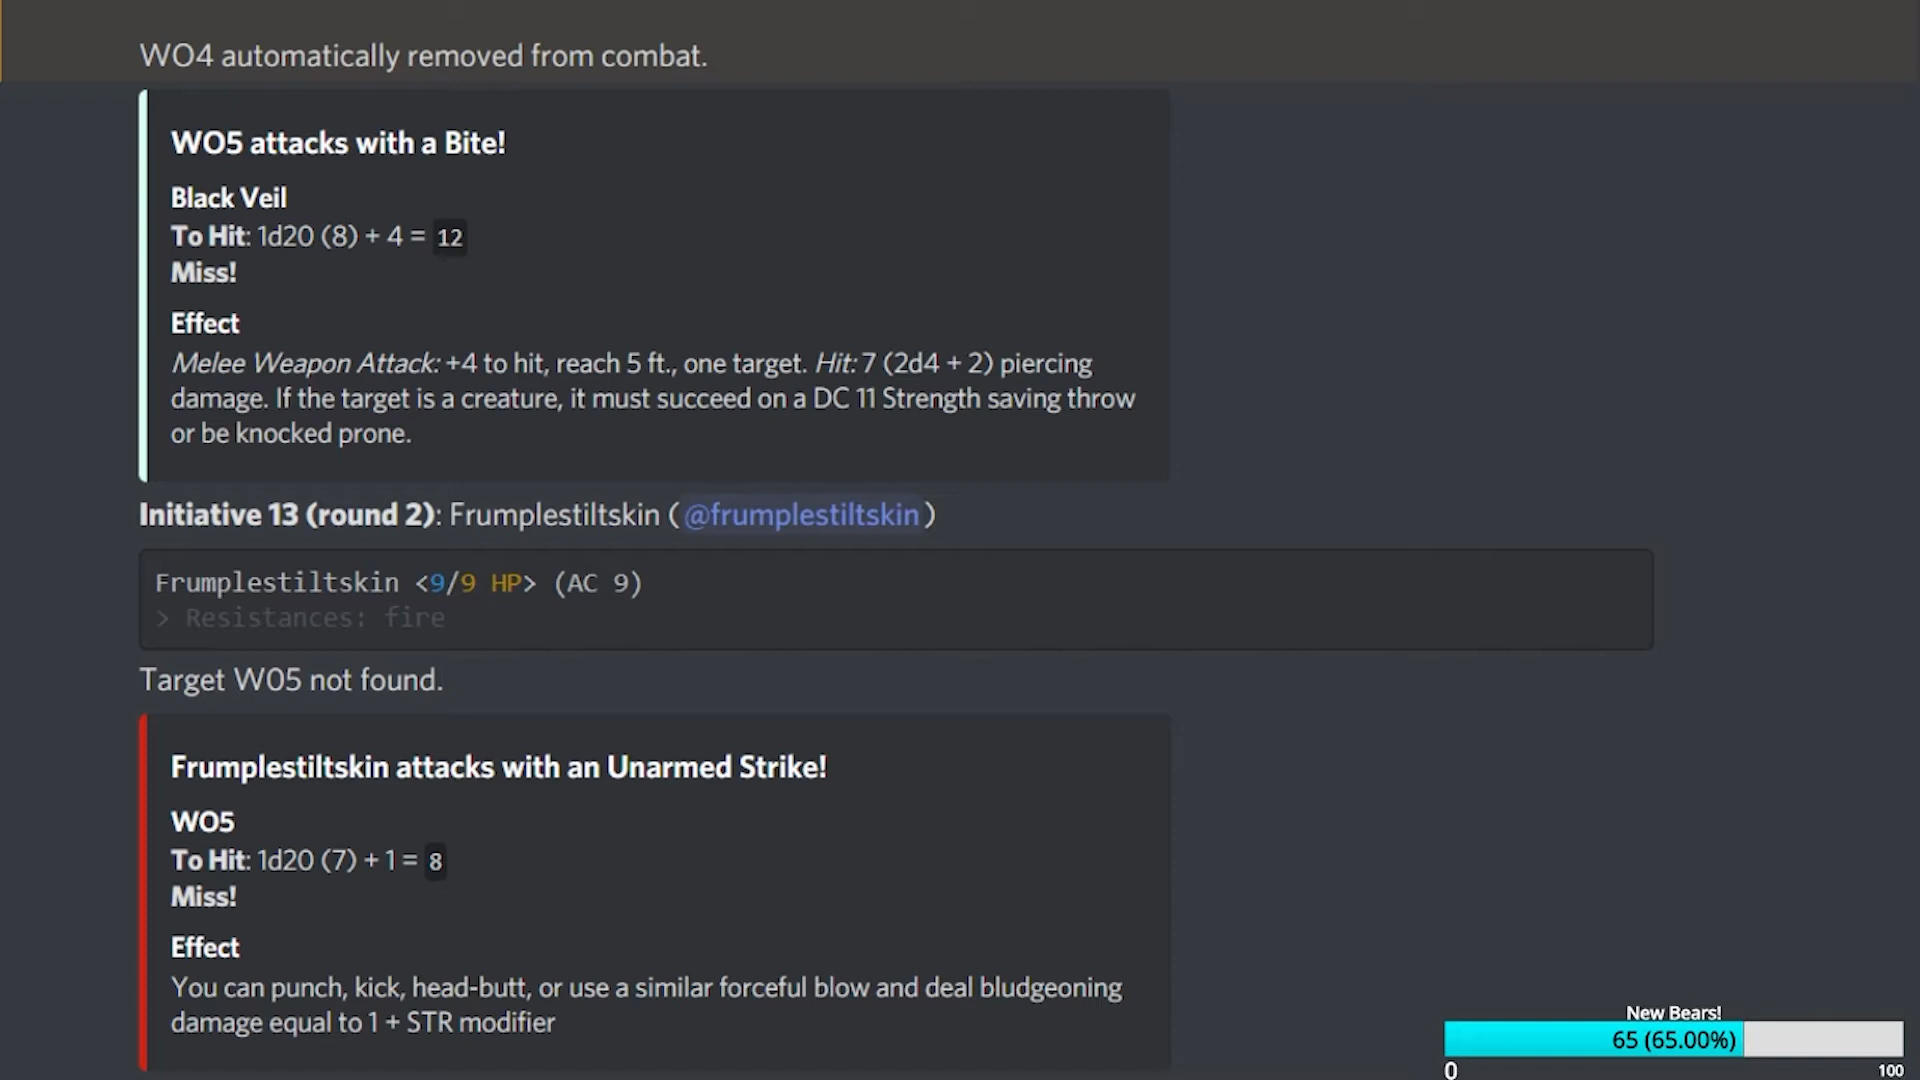 WO4 automatically removed from combat.
WO5 attacks with a Bite!
Black Veil
To Hit: 1d20 (8) + 4 = 12
Miss!
Effect
Melee Weapon Attack: +4 to hit, reach 5 ft., one target. Hit: 7 (2d4 + 2) piercing
damage. If the target is a creature, it must succeed on a DC 11 Strength saving throw
or be knocked prone.
Initiative 13 (round 2): Frumplestiltskin (@frumplestiltskin)
Frumplestiltskin <9/9 HP> (AC 9)
> Resistances: fire
Target W05 not found.
Frumplestiltskin attacks with an Unarmed Strike!
WO5
To Hit: 1d20 (7) + 1 = 8
Miss!
Effect
You can punch, kick, head-butt, or use a similar forceful blow and deal bludgeoning
damage equal to 1 + STR modifier
New Bears!
65 (65.00%)
0
100